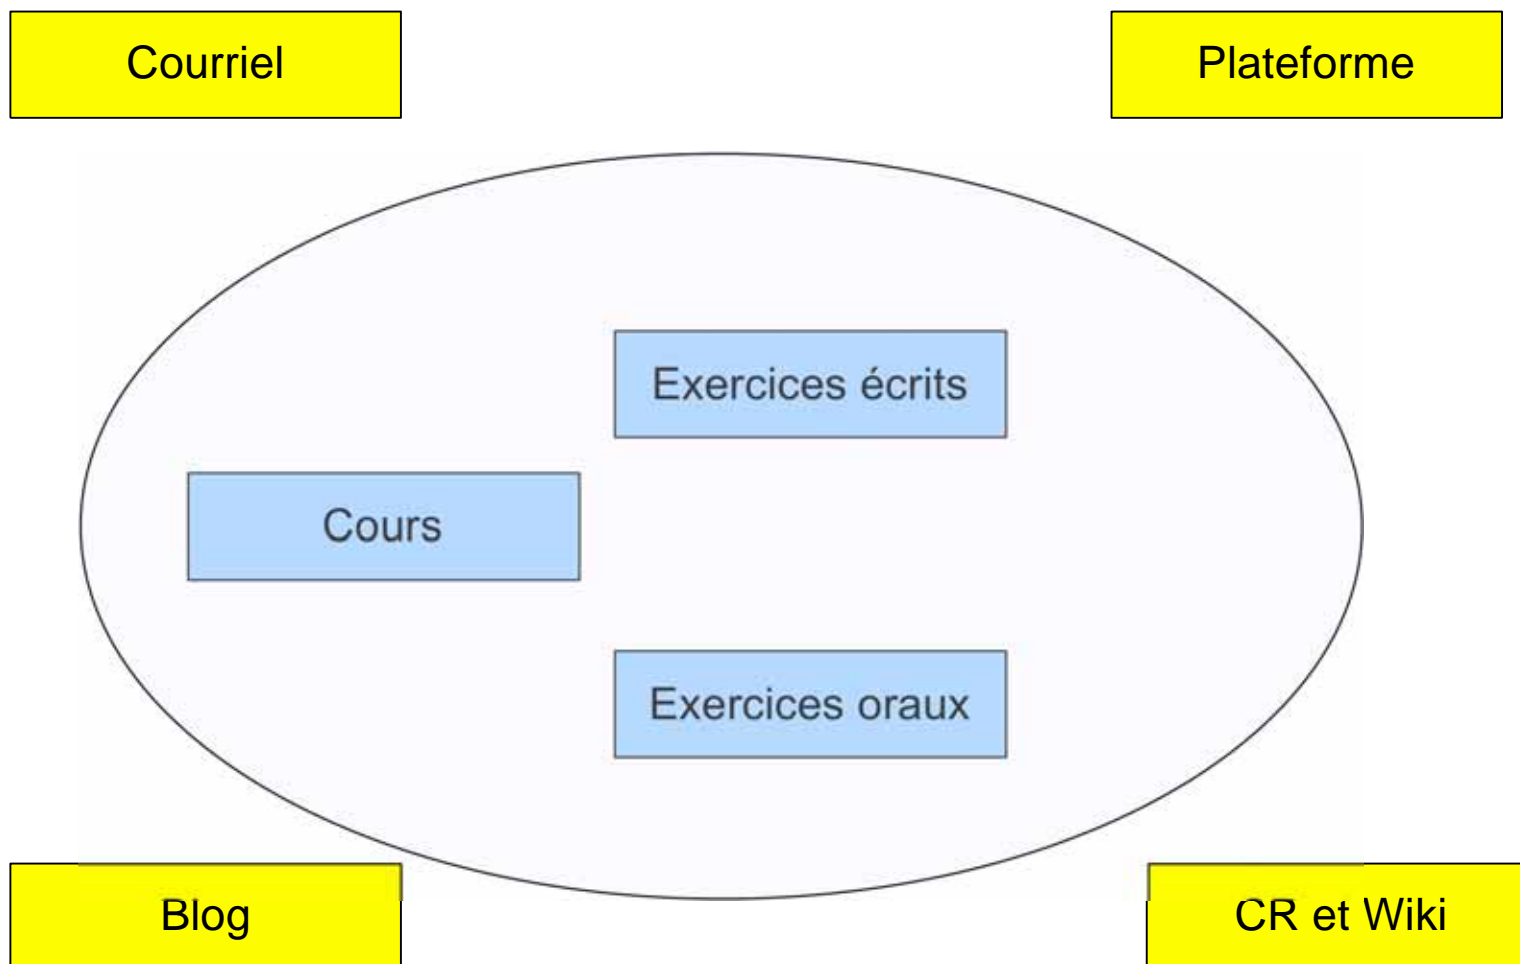 Courriel
Plateforme
Exercices écrits
Cours
Exercices oraux
Blog
CR et Wiki